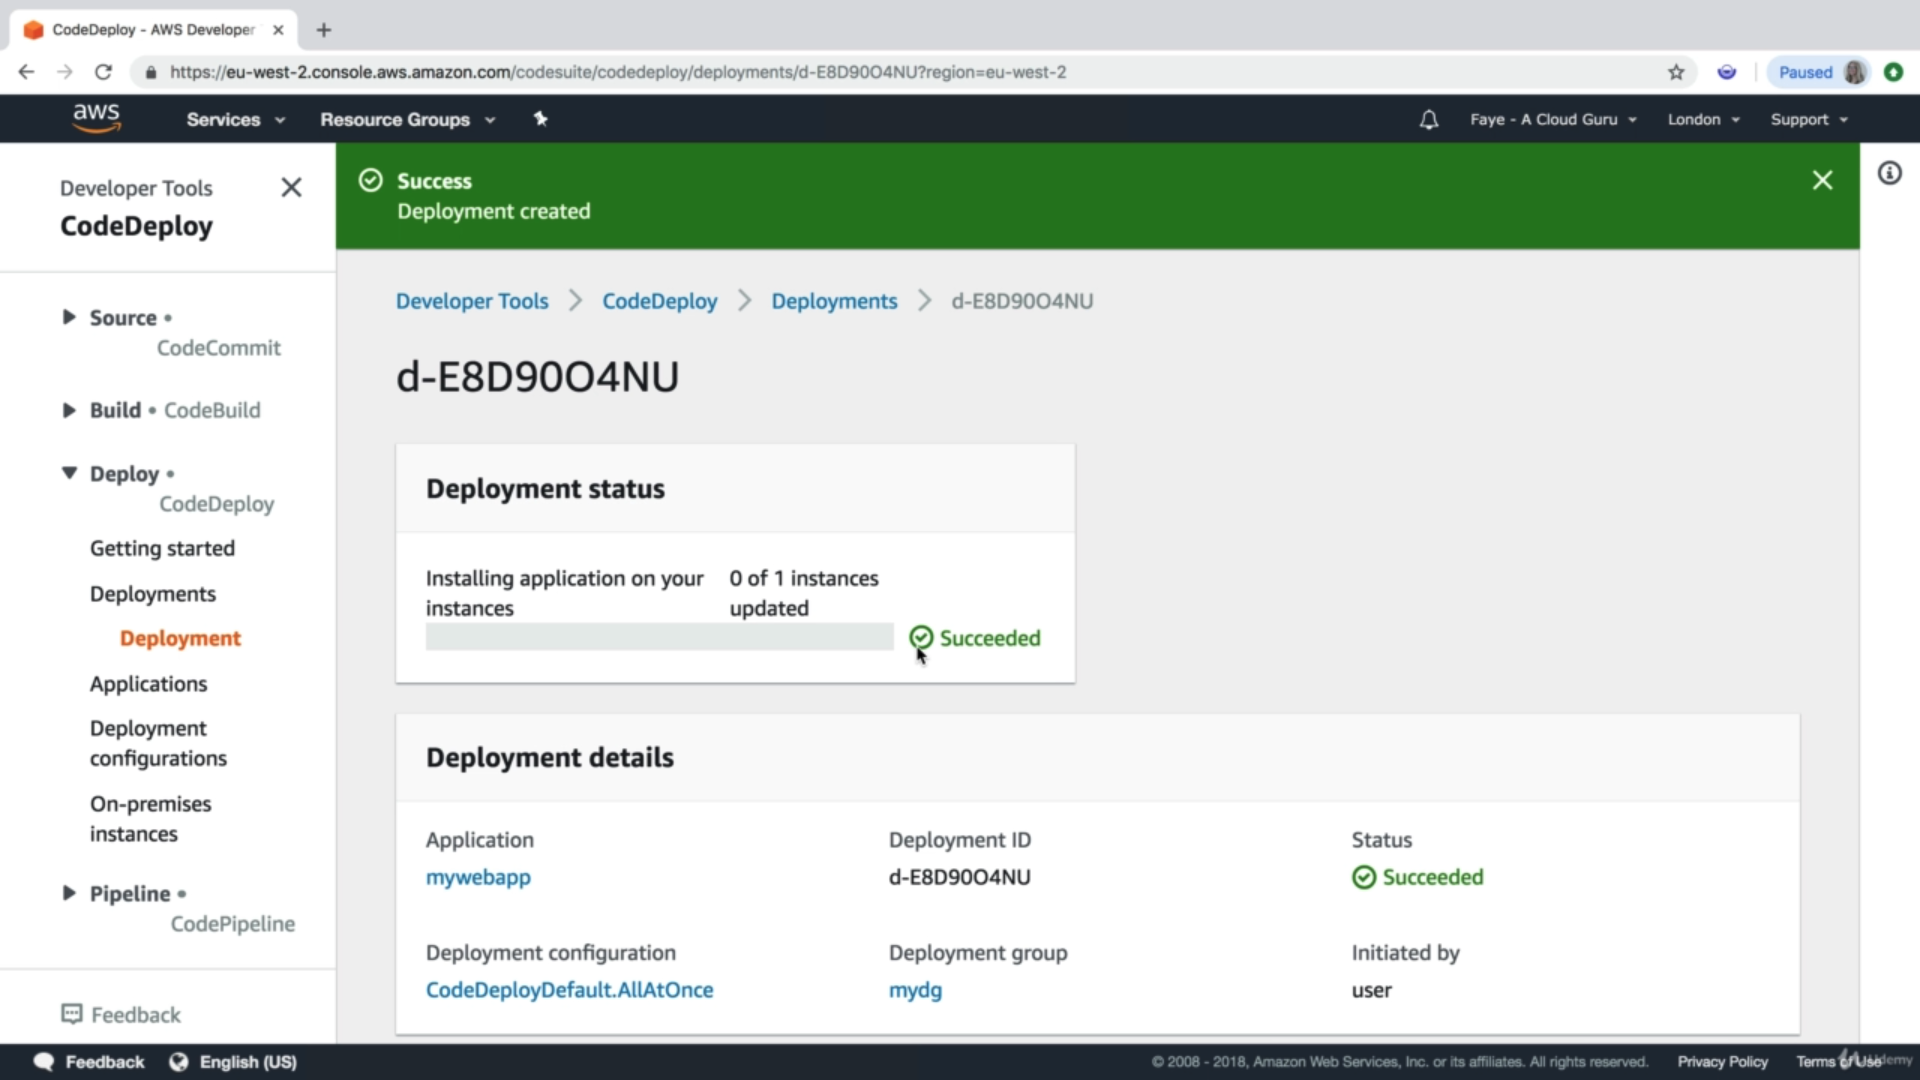 CodeDeploy - AWS Developer
https://eu-west-2.console.aws.amazon.com/codesuite/codedeploy/deployments/d-E8D90O4NU?region=eu-west-2
Paused
aws
Services
Resource Groups
Faye - A Cloud Guru
London
Support
Developer Tools
CodeDeploy
Source •
CodeCommit
Build • CodeBuild
Deploy •
CodeDeploy
Getting started
Deployments
Deployment
Applications
Deployment
configurations
On-premises
instances
Pipeline •
CodePipeline
Feedback
Success
Deployment created
Developer Tools
CodeDeploy
Deployments
d-E8D90O4NU
d-E8D90O4NU
Deployment status
Installing application on your
instances
0 of 1 instances
updated
Succeeded
Deployment details
Application
mywebapp
Deployment ID
d-E8D90O4NU
Status
Succeeded
Deployment configuration
CodeDeployDefault.AllAtOnce
Deployment group
mydg
Initiated by
user
Feedback
English (US)
© 2008 - 2018, Amazon Web Services, Inc. or its affiliates. All rights reserved.
Privacy Policy
Terms of Use